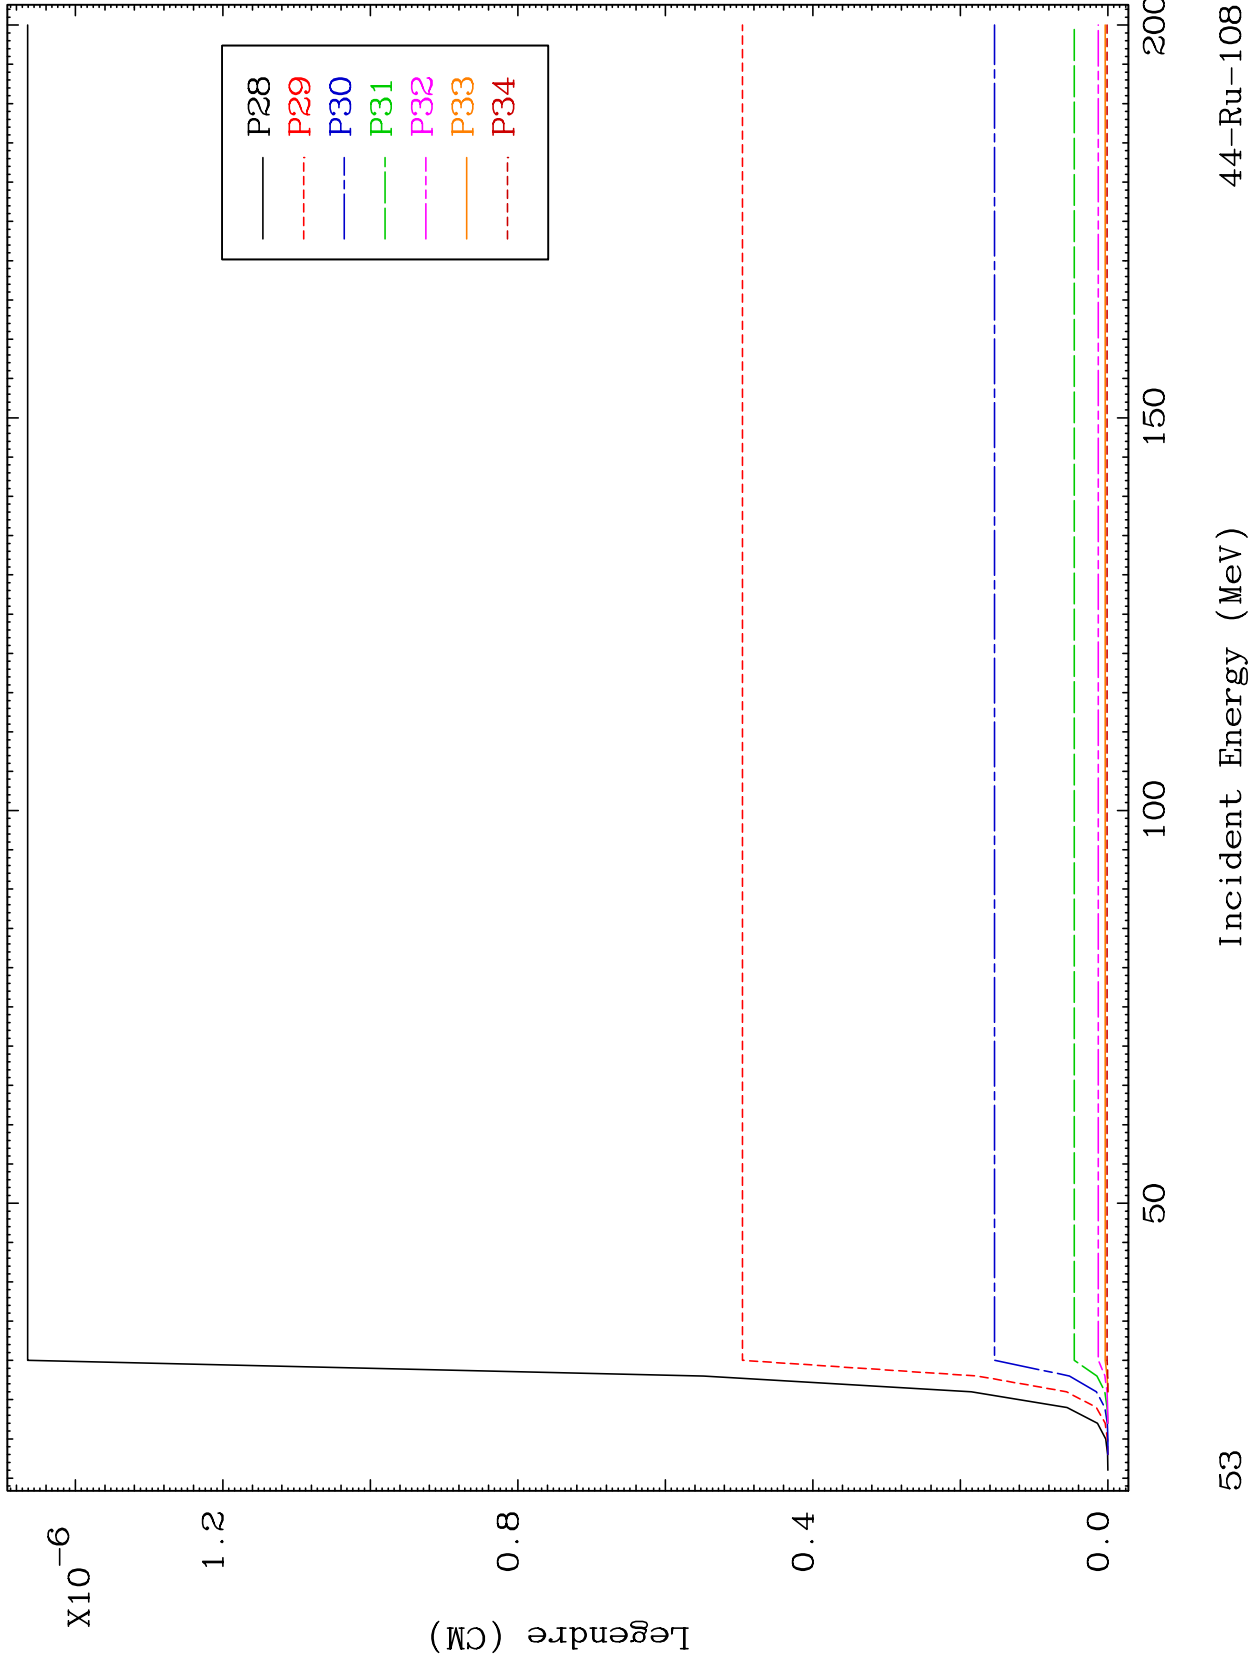 X10-6
1.2
0.8
0.4
0.0
Legendre (CM)
P28
P29
P30
P31
P32
P33
P34
50
100
150
200
Incident Energy (MeV)
53
44-Ru-108